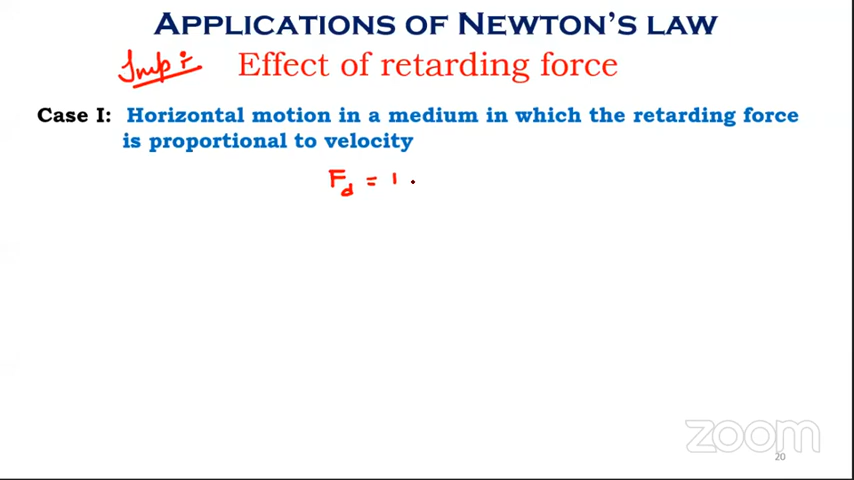 APPLICATIONS OF NEWTON'S LAW
Imp :- Effect of retarding force
Case I: Horizontal motion in a medium in which the retarding force
is proportional to velocity
F_d = 1
zoom
20